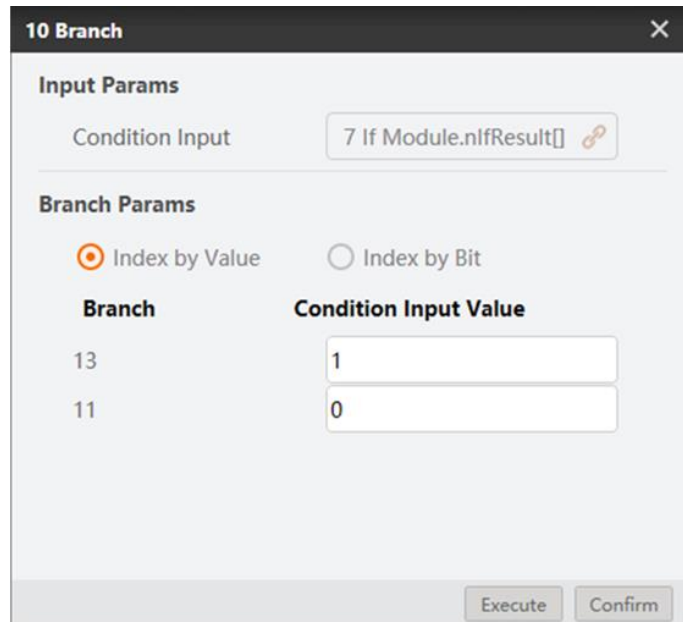 10 Branch
Input Params
Condition Input 7 If Module.nIfResult[]
Branch Params
Index by Value Index by Bit
Branch Condition Input Value
13 1
11 0
Execute Confirm